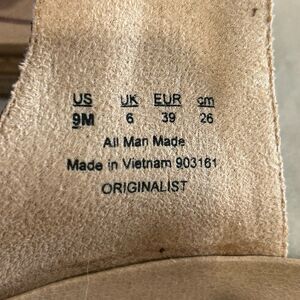 US UK EUR cm
9M 6 39 26
All Man Made
Made in Vietnam 903161
ORIGINALIST